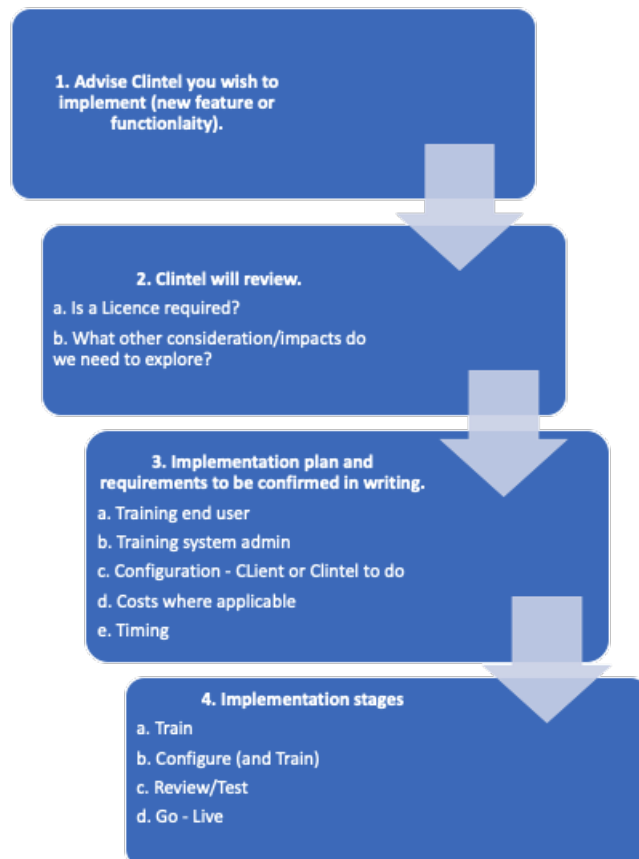 1. Advise Clintel you wish to
implement (new feature or
functionlaity).
2. Clintel will review.
a. Is a Licence required?
b. What other consideration/impacts do
we need to explore?
3. Implementation plan and
requirements to be confirmed in writing.
a. Training end user
b. Training system admin
c. Configuration - CLient or Clintel to do
d. Costs where applicable
e. Timing
4. Implementation stages
a. Train
b. Configure (and Train)
c. Review/Test
d. Go - Live